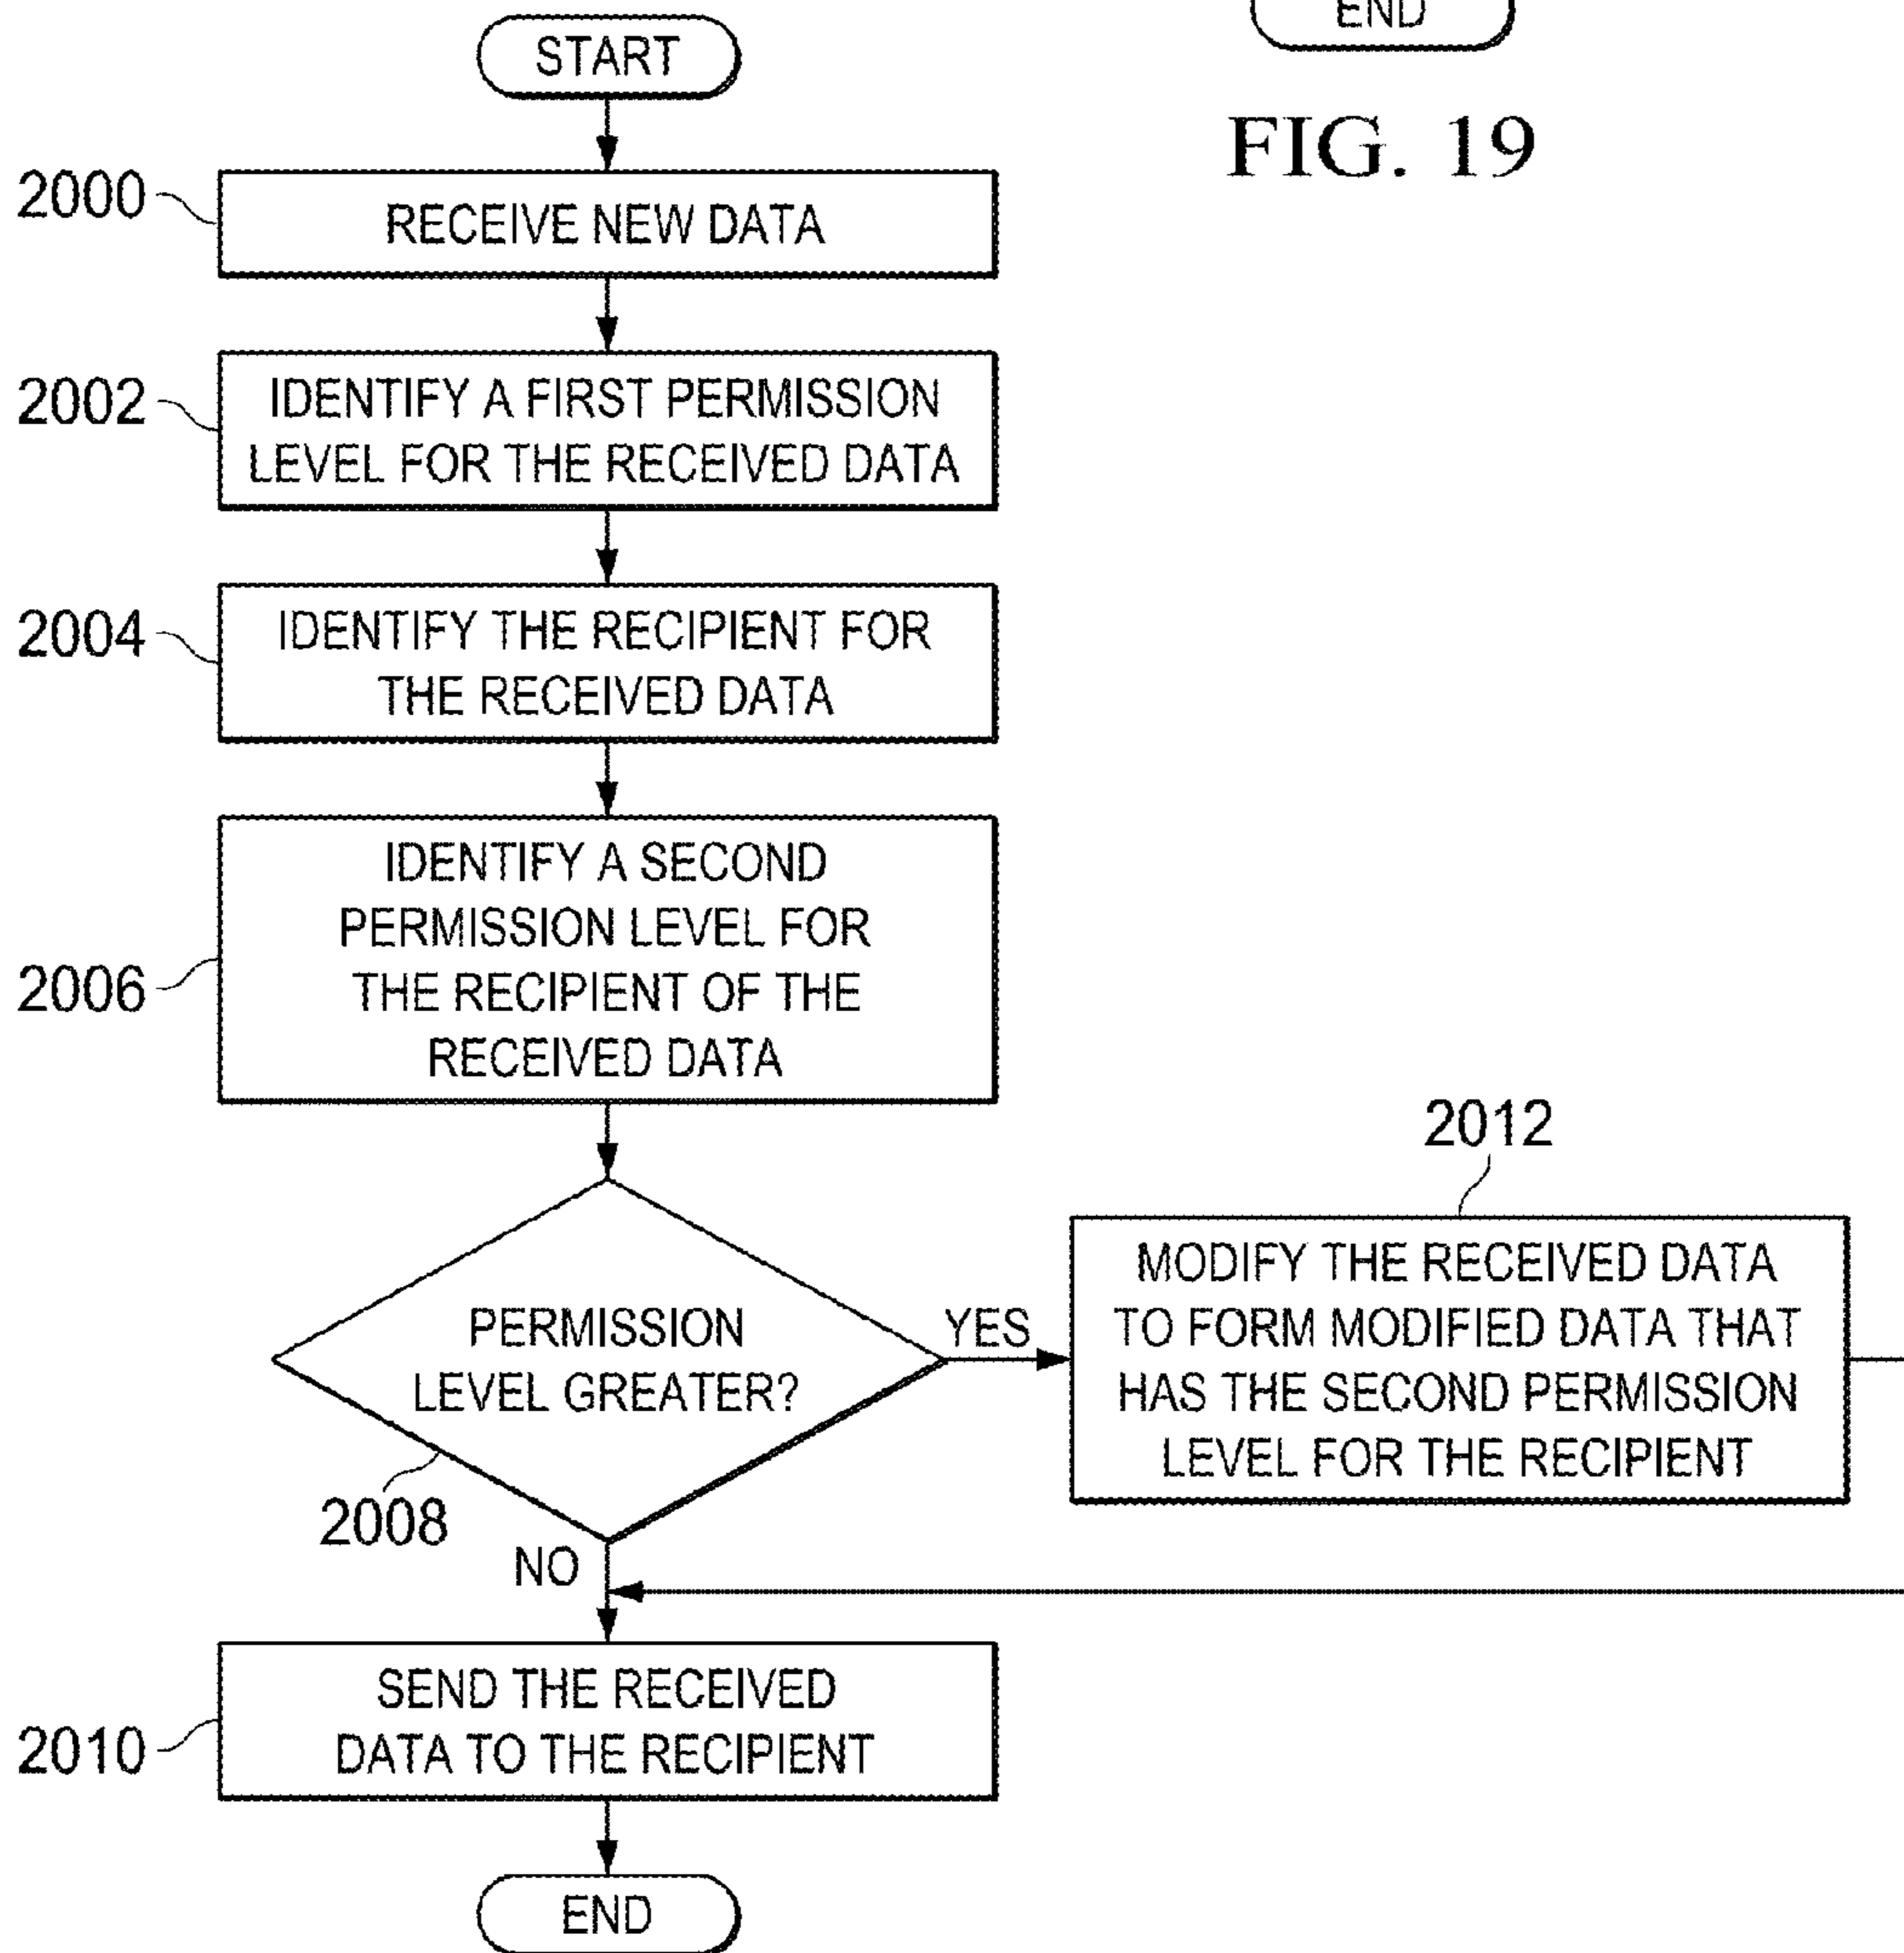 END
FIG. 19
START
2000
RECEIVE NEW DATA
2002
IDENTIFY A FIRST PERMISSION
LEVEL FOR THE RECEIVED DATA
2004
IDENTIFY THE RECIPIENT FOR
THE RECEIVED DATA
2006
IDENTIFY A SECOND
PERMISSION LEVEL FOR
THE RECIPIENT OF THE
RECEIVED DATA
2008
PERMISSION
LEVEL GREATER?
YES
2012
MODIFY THE RECEIVED DATA
TO FORM MODIFIED DATA THAT
HAS THE SECOND PERMISSION
LEVEL FOR THE RECIPIENT
NO
2010
SEND THE RECEIVED
DATA TO THE RECIPIENT
END